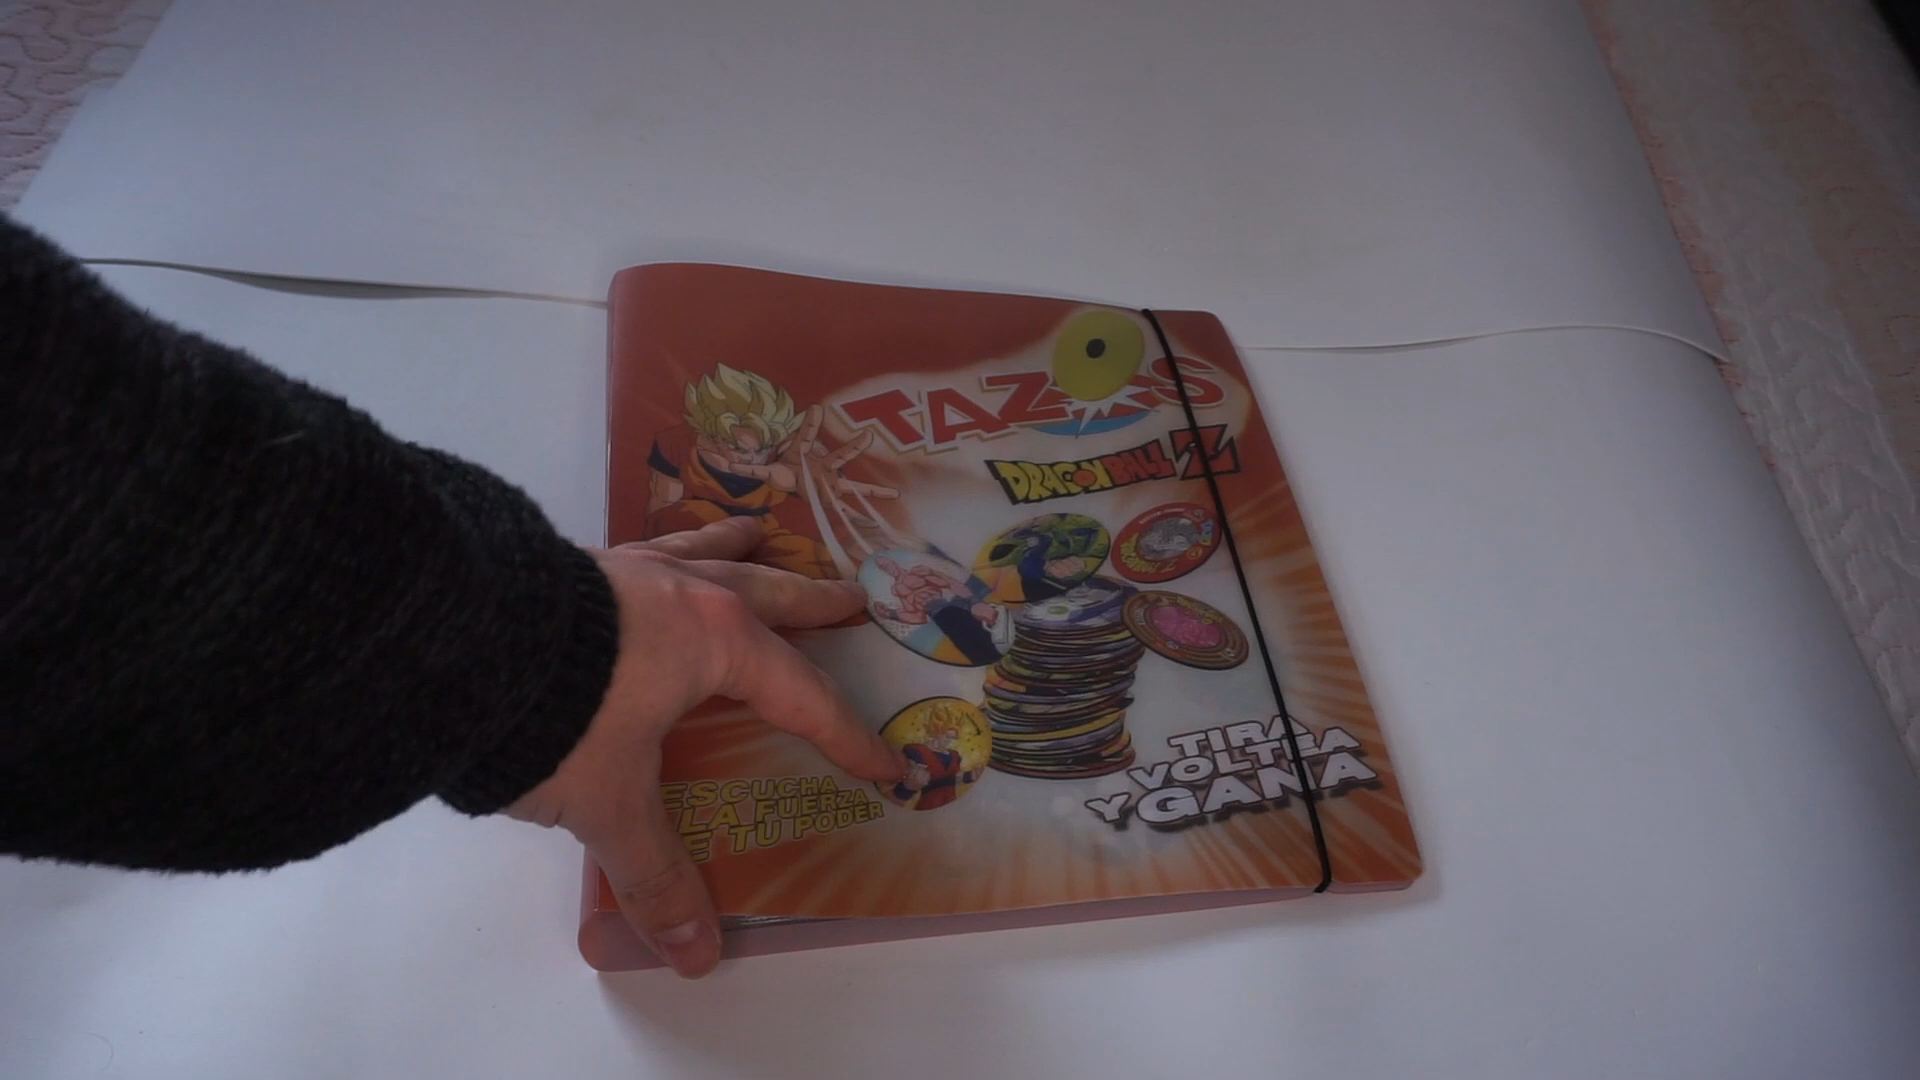 TAZOS
DRAGON BALL Z
ESCUCHA
LA FUERZA
E TU PODER
TIRA
VOLTEA
Y GANA